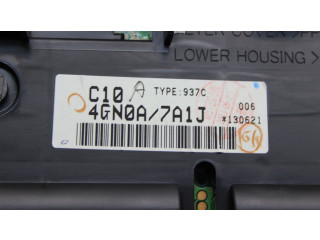 LOWER HOUSING >
C10 A TYPE:937C
4GN0A/7A1J 006
#130621